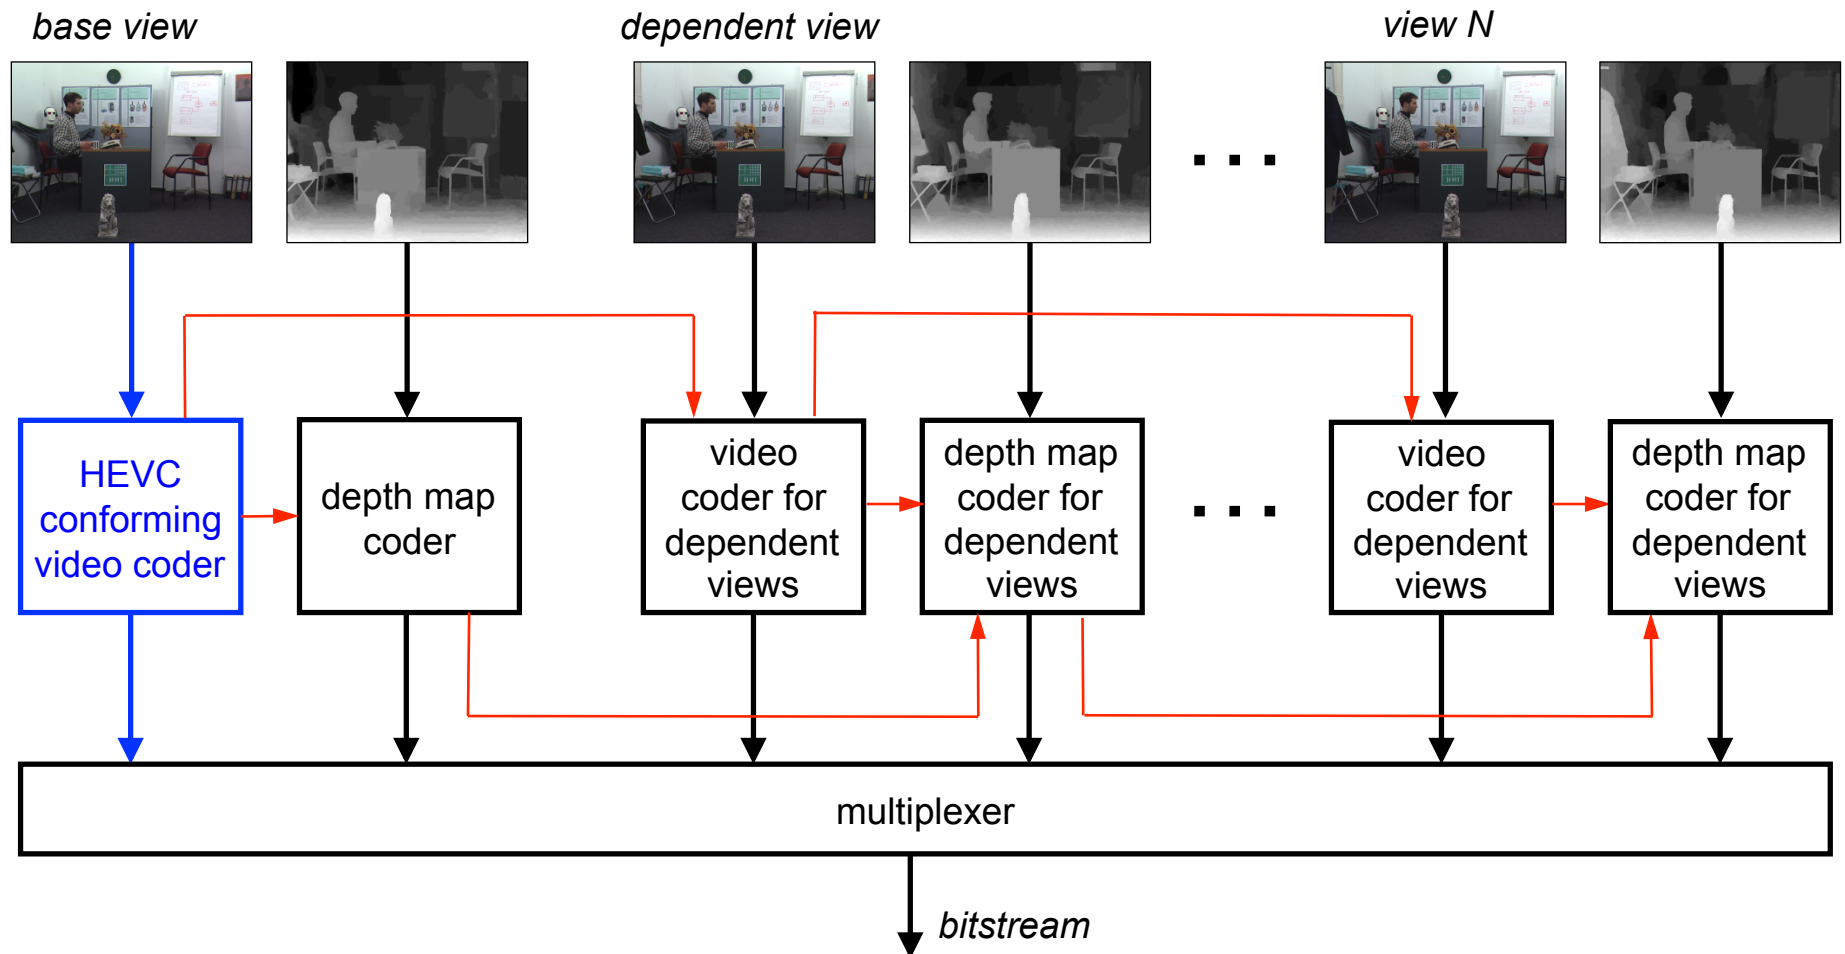 base view
dependent view
view N
HEVC
conforming
video coder
depth map
coder
video
coder for
dependent
views
depth map
coder for
dependent
views
video
coder for
dependent
views
depth map
coder for
dependent
views
multiplexer
bitstream